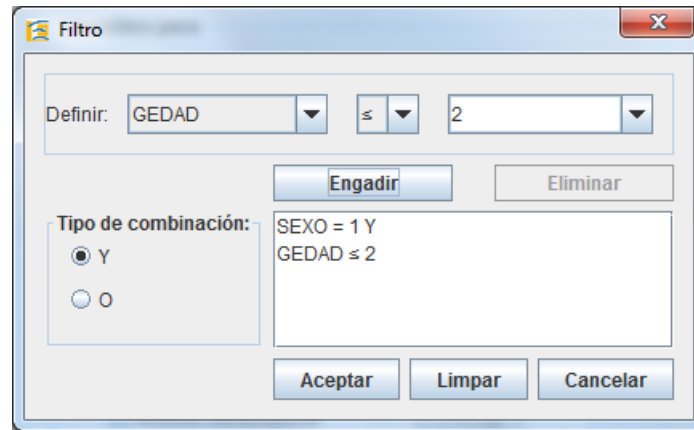 Filtro
Definir: GEDAD ≤ 2
Engadir Eliminar
Tipo de combinación:
Y
O
SEXO = 1 Y
GEDAD ≤ 2
Aceptar Limpar Cancelar